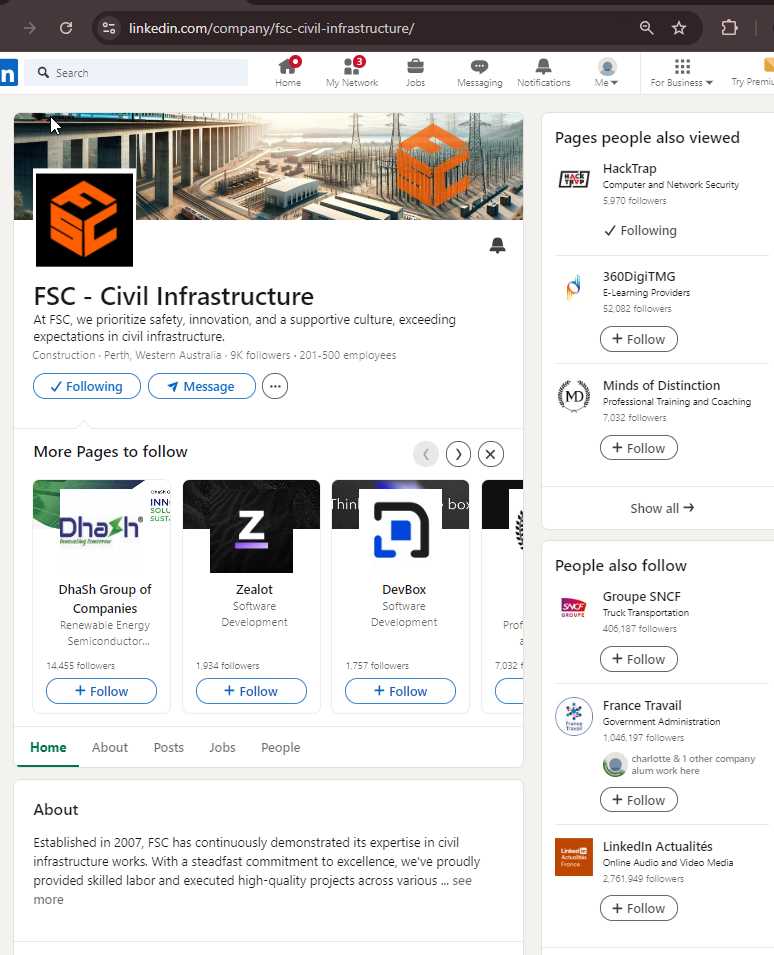 linkedin.com/company/fsc-civil-infrastructure/
n
Search
Home
3
My Network
Jobs
Messaging
Notifications
Me
For Business
Try Premiu
FSC
FSC
FSC - Civil Infrastructure
At FSC, we prioritize safety, innovation, and a supportive culture, exceeding
expectations in civil infrastructure.
Construction · Perth, Western Australia · 9K followers · 201-500 employees
Following
Message
More Pages to follow
DhaSh
Innovating Tomorrow
DhaSh Group of
Companies
Renewable Energy
Semiconductor...
14,455 followers
Follow
Z
Zealot
Software
Development
1,934 followers
Follow
Thin
box
DevBox
Software
Development
1,757 followers
Follow
Prof
a
7,032 f
Home
About
Posts
Jobs
People
About
Established in 2007, FSC has continuously demonstrated its expertise in civil
infrastructure works. With a steadfast commitment to excellence, we've proudly
provided skilled labor and executed high-quality projects across various ... see
more
Pages people also viewed
HACK
TRAP
HackTrap
Computer and Network Security
5,970 followers
Following
360DigiTMG
E-Learning Providers
52,082 followers
Follow
MD
Minds of Distinction
Professional Training and Coaching
7,032 followers
Follow
Show all
People also follow
SNCF
GROUPE
Groupe SNCF
Truck Transportation
406,187 followers
Follow
France
Travail
France Travail
Government Administration
1,046,197 followers
charlotte & 1 other company
alum work here
Follow
LinkedIn
Actualités
France
LinkedIn Actualités
Online Audio and Video Media
2,761,949 followers
Follow